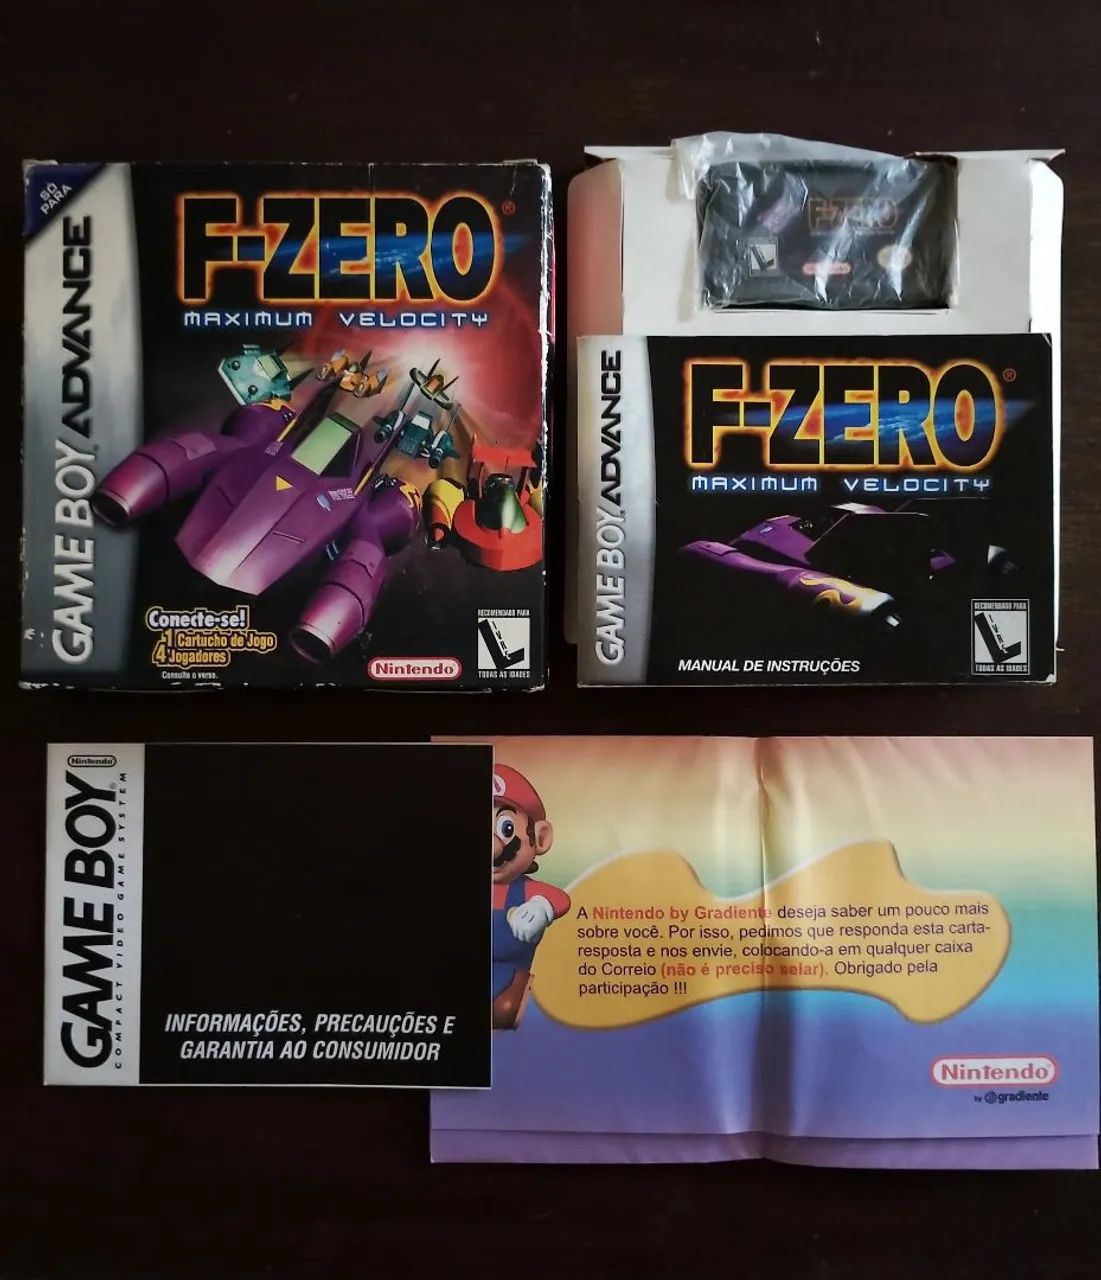 SÓ
PARA
GAME BOY ADVANCE
F-ZERO®
MAXIMUM VELOCITY
Conecte-se!
1 Cartucho de Jogo
4 Jogadores
Consulte o verso.
Nintendo
RECOMENDADO PARA
LIVRE
TODAS AS IDADES
F-ZERO
Nintendo
GAME BOY ADVANCE
F-ZERO®
MAXIMUM VELOCITY
MANUAL DE INSTRUÇÕES
RECOMENDADO PARA
LIVRE
TODAS AS IDADES
Nintendo
GAME BOY®
COMPACT VIDEO GAME SYSTEM
INFORMAÇÕES, PRECAUÇÕES E
GARANTIA AO CONSUMIDOR
A Nintendo by Gradiente deseja saber um pouco mais
sobre você. Por isso, pedimos que responda esta carta-
resposta e nos envie, colocando-a em qualquer caixa
do Correio (não é preciso selar). Obrigado pela
participação !!!
Nintendo
by gradiente